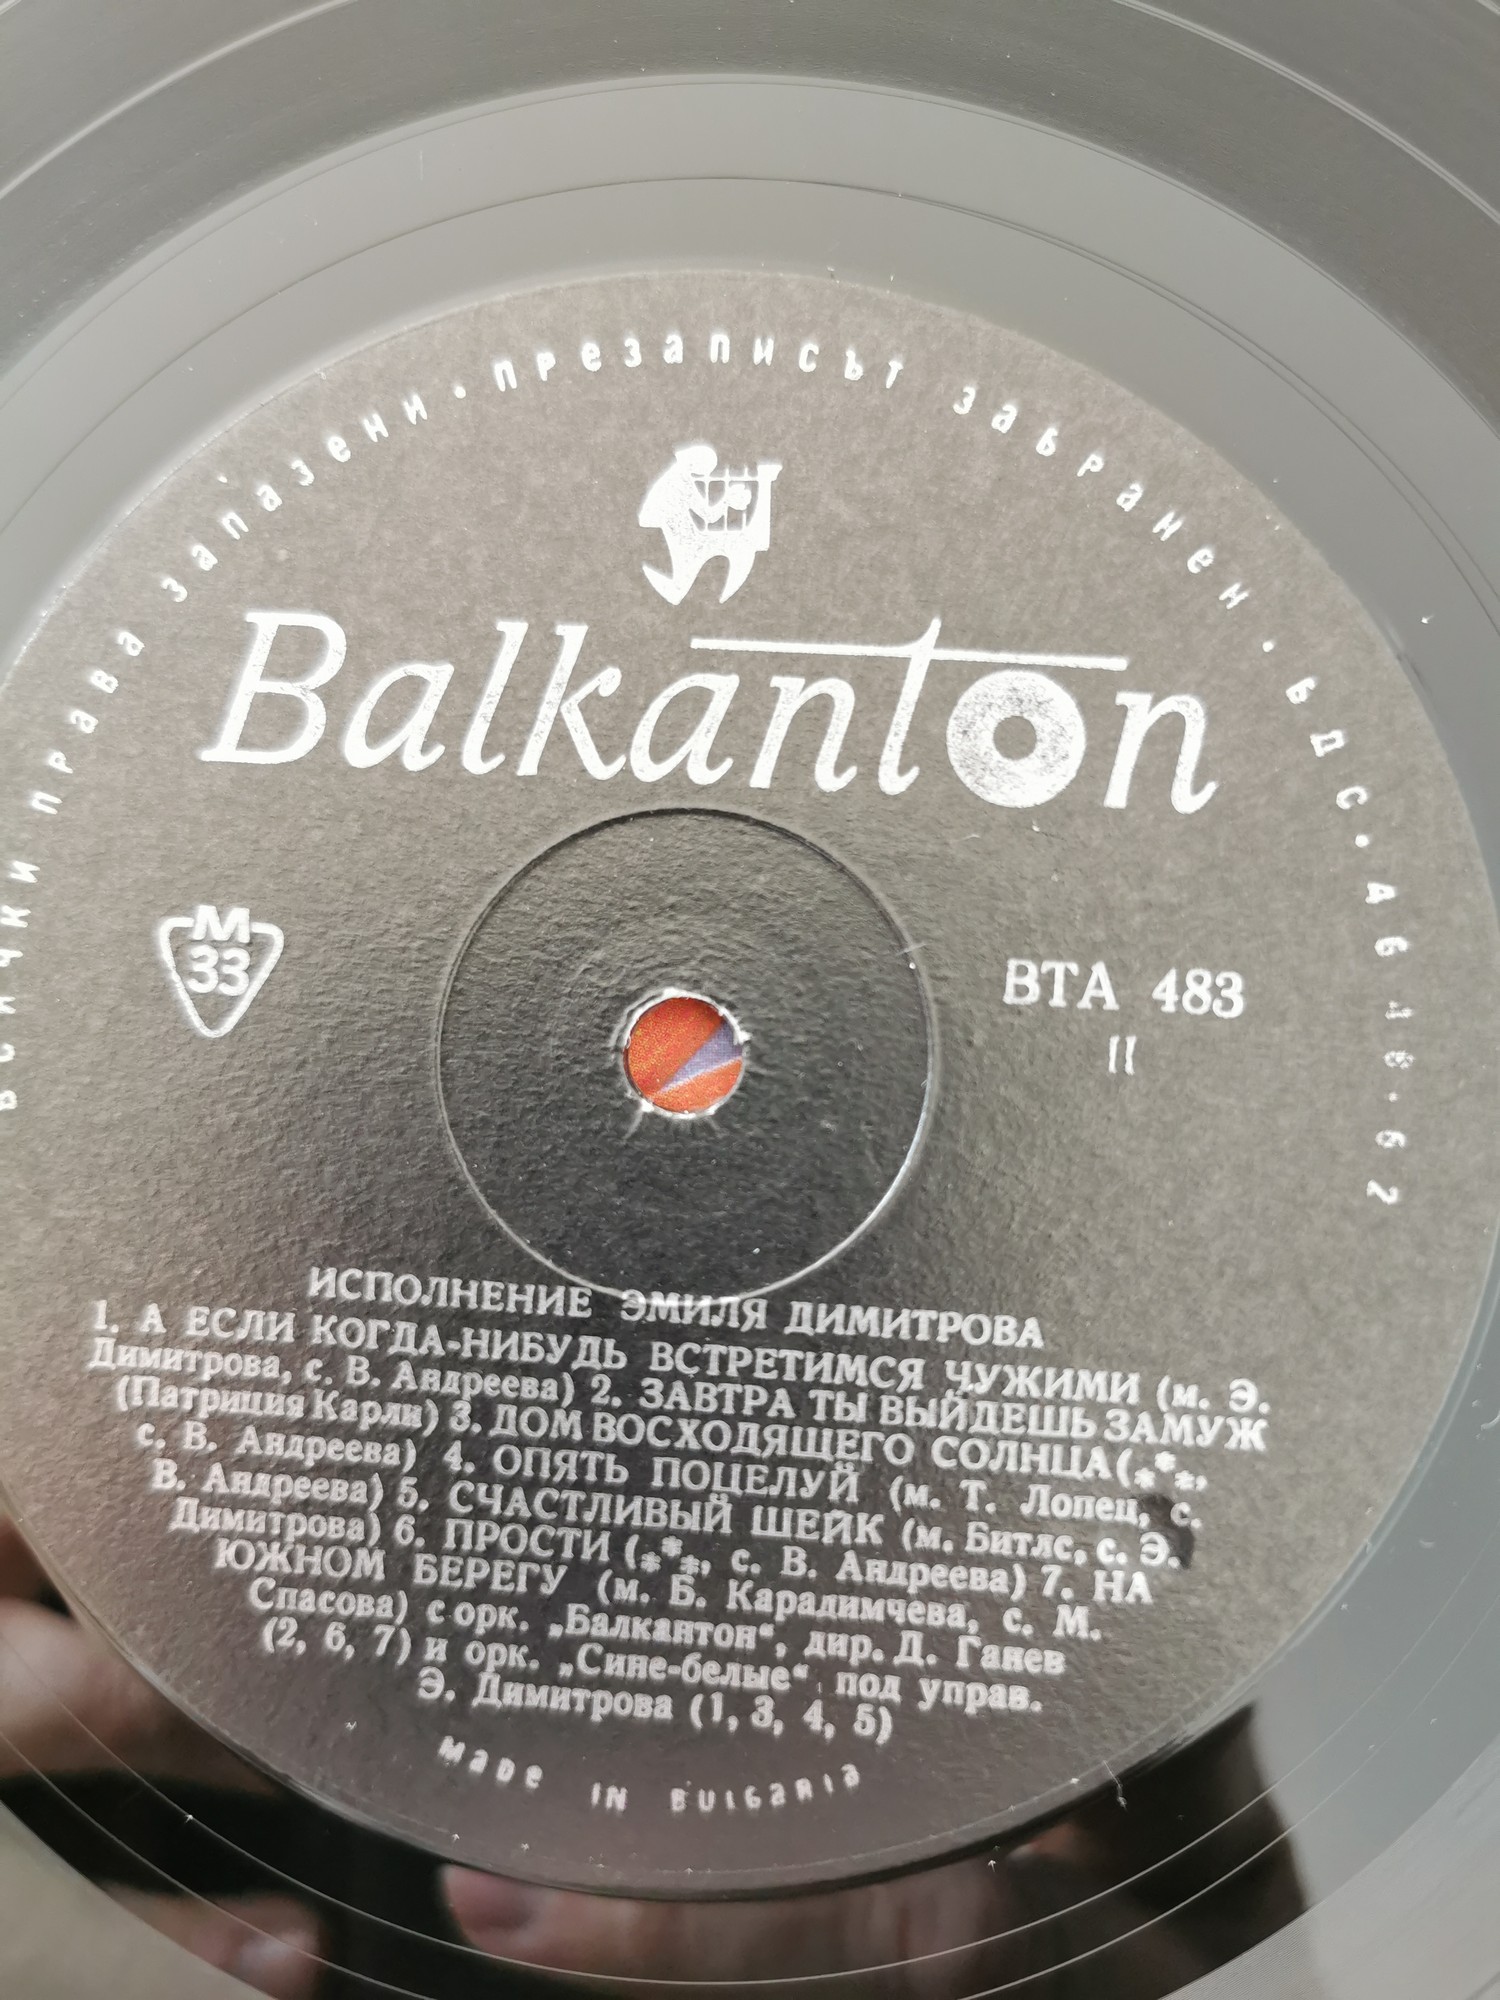 всички права запазени · презаписът забранен · БДС · 4648 · 62
Balkanton
М
33
ВТА 483
II
ИСПОЛНЕНИЕ ЭМИЛЯ ДИМИТРОВА
1. А ЕСЛИ КОГДА-НИБУДЬ ВСТРЕТИМСЯ ЧУЖИМИ (м. Э.
Димитрова, с. В. Андреева) 2. ЗАВТРА ТЫ ВЫЙДЕШЬ ЗАМУЖ
(Патриция Карли) 3. ДОМ ВОСХОДЯЩЕГО СОЛНЦА (***,
с. В. Андреева) 4. ОПЯТЬ ПОЦЕЛУЙ (м. Т. Лопец, с.
В. Андреева) 5. СЧАСТЛИВЫЙ ШЕЙК (м. Битлс, с. Э.
Димитрова) 6. ПРОСТИ (***, с. В. Андреева) 7. НА
ЮЖНОМ БЕРЕГУ (м. Б. Карадимчева, с. М.
Спасова) с орк. „Балкантон“, дир. Д. Ганев
(2, 6, 7) и орк. „Сине-белые“ под управ.
Э. Димитрова (1, 3, 4, 5)
MADE IN BULGARIA